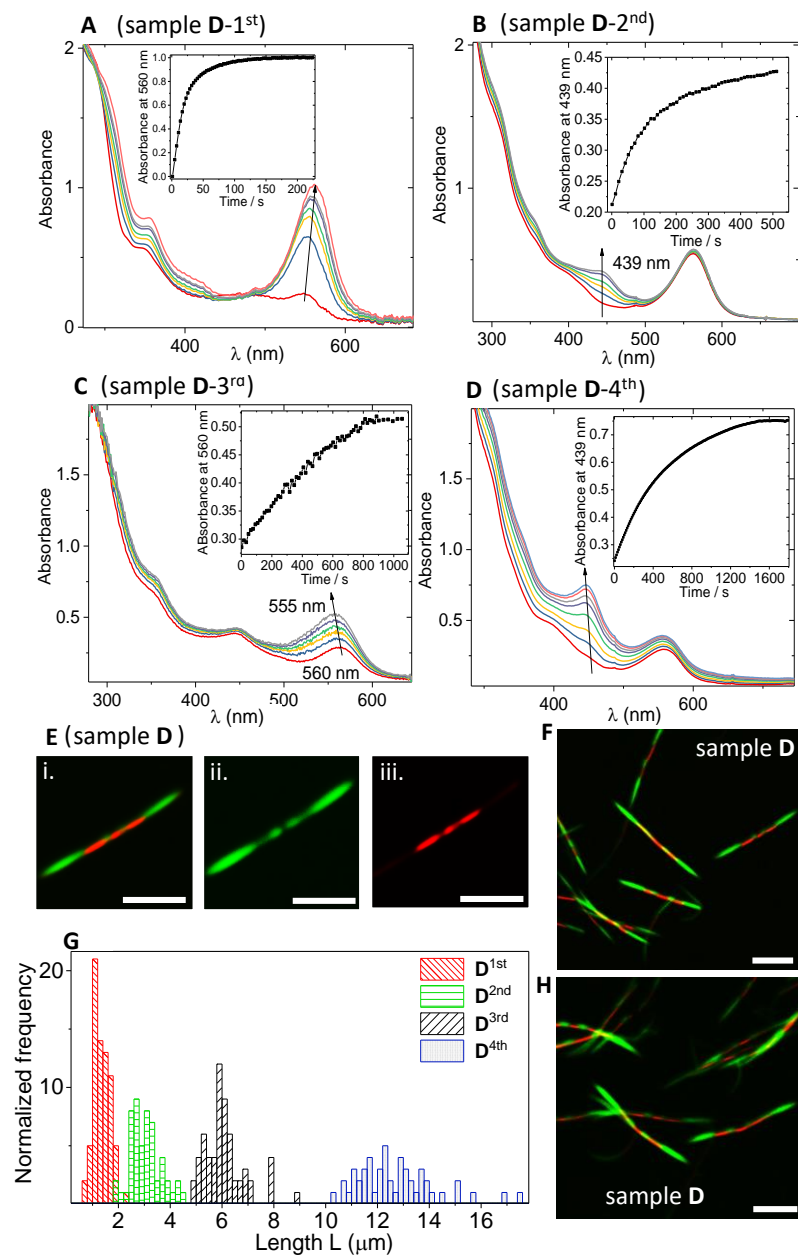 A (sample D-1st)
2
1
0
Absorbance
400
500
600
λ (nm)
1.0
0.8
0.6
0.4
0.2
0.0
Absorbance at 560 nm
0
50
100
150
200
Time / s
B (sample D-2nd)
2
1
0
Absorbance
300
400
500
600
λ (nm)
0.45
0.40
0.35
0.30
0.25
0.20
Absorbance at 439 nm
0
100
200
300
400
500
Time / s
439 nm
C (sample D-3rd)
1.5
1.0
0.5
Absorbance
300
400
500
600
λ (nm)
0.50
0.45
0.40
0.35
0.30
ABsorbance at 560 nm
0
200
400
600
800
1000
Time / s
555 nm
560 nm
D (sample D-4th)
1.5
1.0
0.5
Absorbance
400
500
600
700
λ (nm)
0.7
0.6
0.5
0.4
0.3
Absorbance at 439 nm
0
400
800
1200
1600
Time / s
E (sample D)
i.
ii.
iii.
F
sample D
G
20
10
Normalized frequency
2
4
6
8
10
12
14
16
Length L (μm)
D1st
D2nd
D3rd
D4th
H
sample D